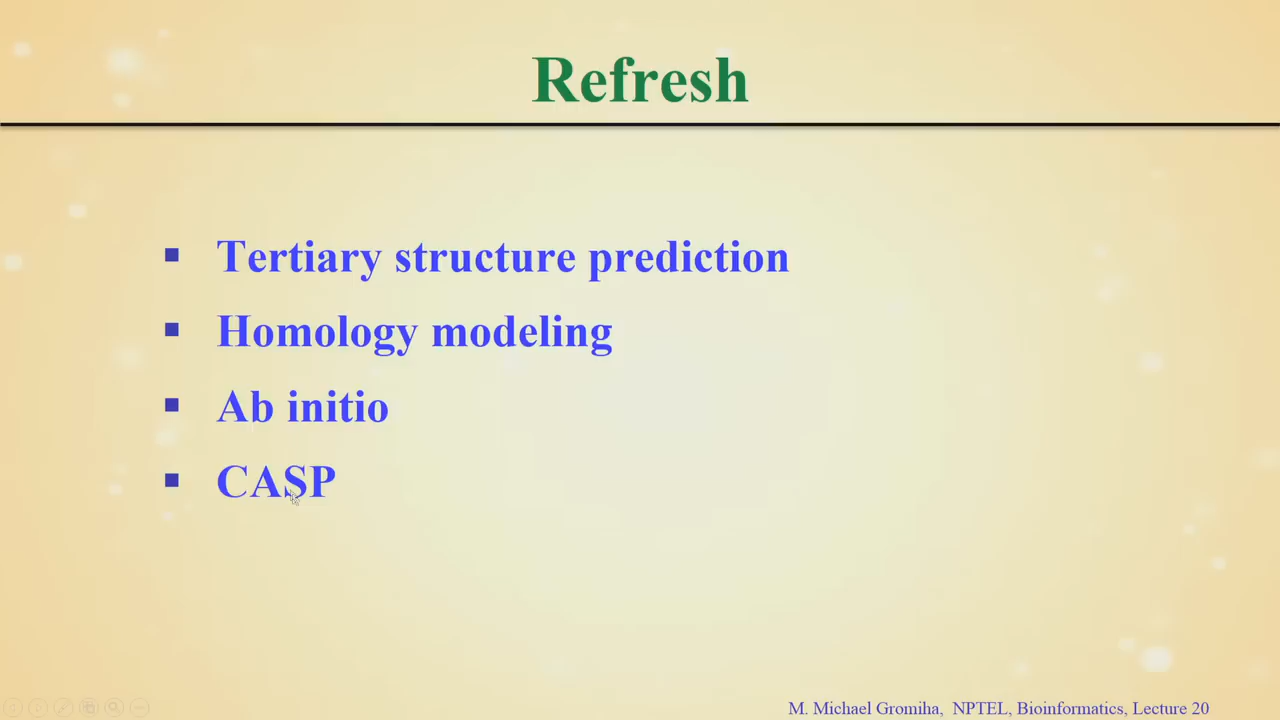 Refresh
Tertiary structure prediction
Homology modeling
Ab initio
CASP
M. Michael Gromiha, NPTEL, Bioinformatics, Lecture 20